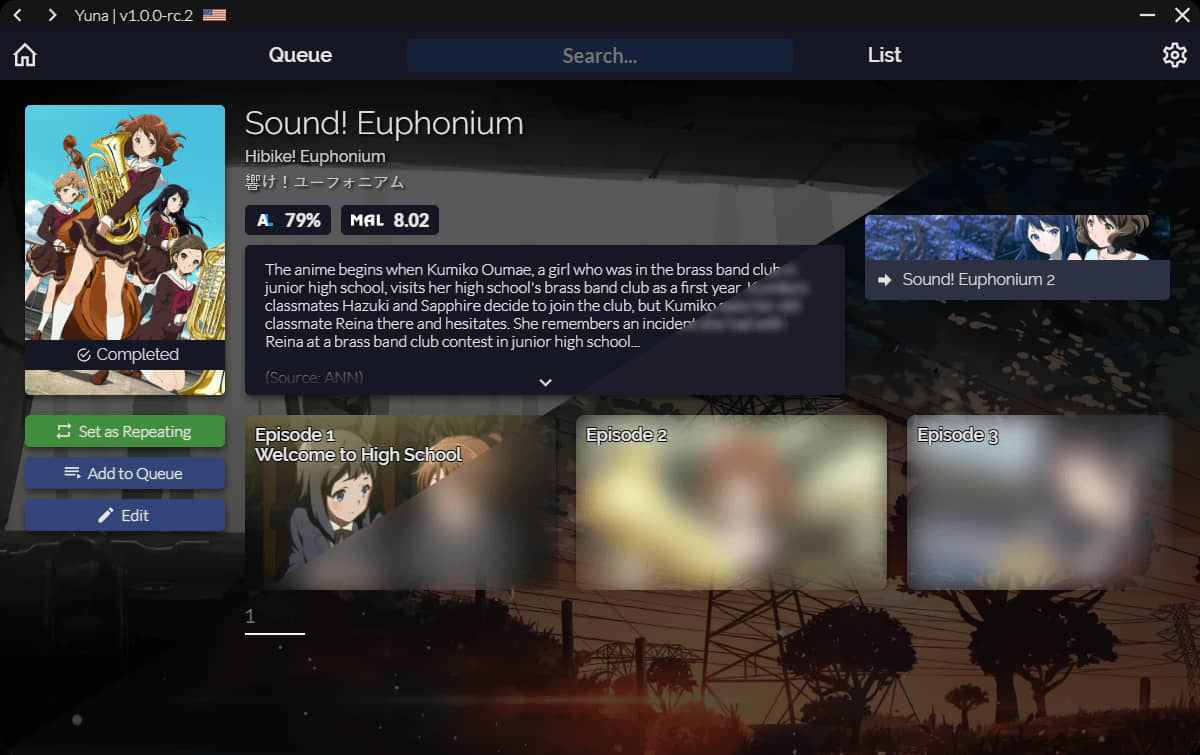 Yuna | v1.0.0-rc.2
Queue
Search...
List
Sound! Euphonium
Hibike! Euphonium
響け！ユーフォニアム
AL 79%
MAL 8.02
The anime begins when Kumiko Oumae, a girl who was in the brass band club
junior high school, visits her high school's brass band club as a first year.
classmates Hazuki and Sapphire decide to join the club, but Kumiko
classmate Reina there and hesitates. She remembers an incident
Reina at a brass band club contest in junior high school...
(Source: ANN)
Sound! Euphonium 2
Completed
Set as Repeating
Add to Queue
Edit
Episode 1
Welcome to High School
Episode 2
Episode 3
1